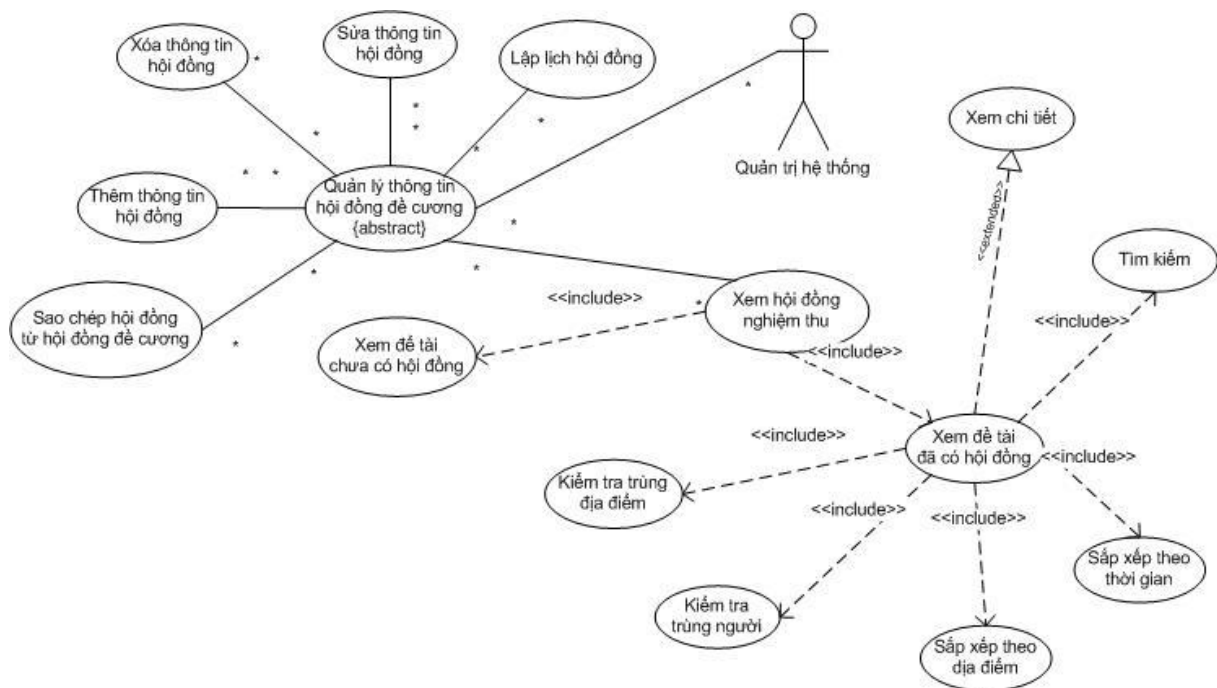 Xóa thông tin
hội đồng
*
Sửa thông tin
hội đồng
Lập lịch hội đồng
*
*
*
*
*
*
Quản trị hệ thống
Xem chi tiết
<<extended>>
Thêm thông tin
hội đồng
*
*
Quản lý thông tin
hội đồng đề cương
{abstract}
*
*
*
Sao chép hội đồng
từ hội đồng đề cương
*
*
<<include>>
Xem đề tài
chưa có hội đồng
*
Xem hội đồng
nghiệm thu
<<include>>
Tìm kiếm
<<include>>
Xem đề tài
đã có hội đồng
<<include>>
Kiểm tra trùng
địa điểm
<<include>>
<<include>>
<<include>>
Sắp xếp theo
thời gian
Kiểm tra
trùng người
Sắp xếp theo
dịa điểm